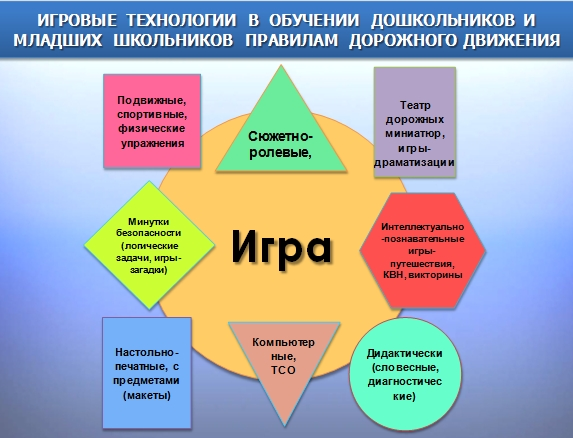 ИГРОВЫЕ ТЕХНОЛОГИИ В ОБУЧЕНИИ ДОШКОЛЬНИКОВ И
МЛАДШИХ ШКОЛЬНИКОВ ПРАВИЛАМ ДОРОЖНОГО ДВИЖЕНИЯ
Подвижные,
спортивные,
физические
упражнения
Сюжетно-
ролевые,
Театр
дорожных
миниатюр,
игры-
драматизации
Минутки
безопасности
(логические
задачи, игры-
загадки)
Игра
Интеллектуально
-познавательные
игры-
путешествия,
КВН, викторины
Настольно-
печатные, с
предметами
(макеты)
Компьютер
ные,
ТСО
Дидактически
(словесные,
диагностичес
кие)